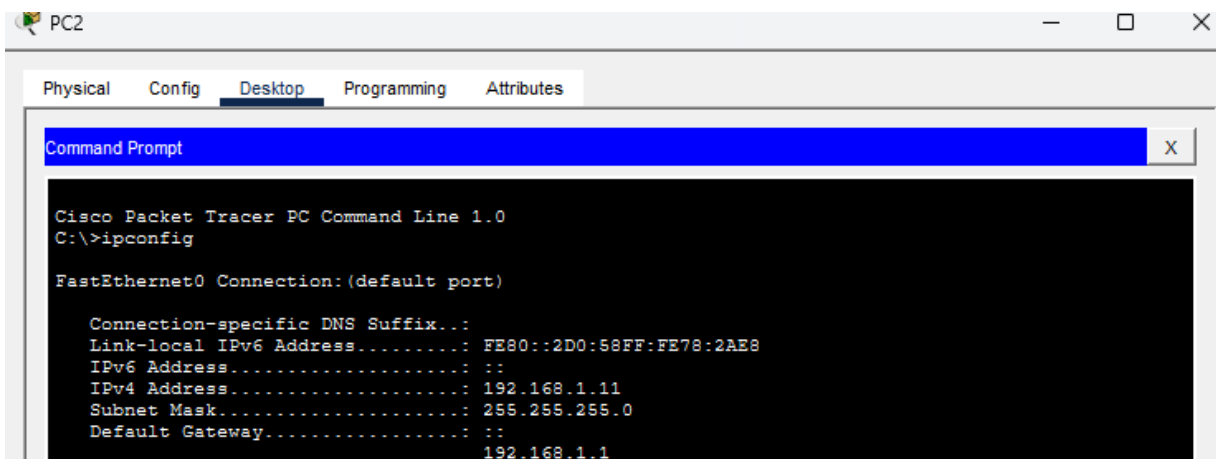 PC2
Physical Config Desktop Programming Attributes
Command Prompt X
Cisco Packet Tracer PC Command Line 1.0
C:\>ipconfig
FastEthernet0 Connection:(default port)
Connection-specific DNS Suffix..:
Link-local IPv6 Address.........: FE80::2D0:58FF:FE78:2AE8
IPv6 Address....................: ::
IPv4 Address....................: 192.168.1.11
Subnet Mask.....................: 255.255.255.0
Default Gateway.................: ::
192.168.1.1